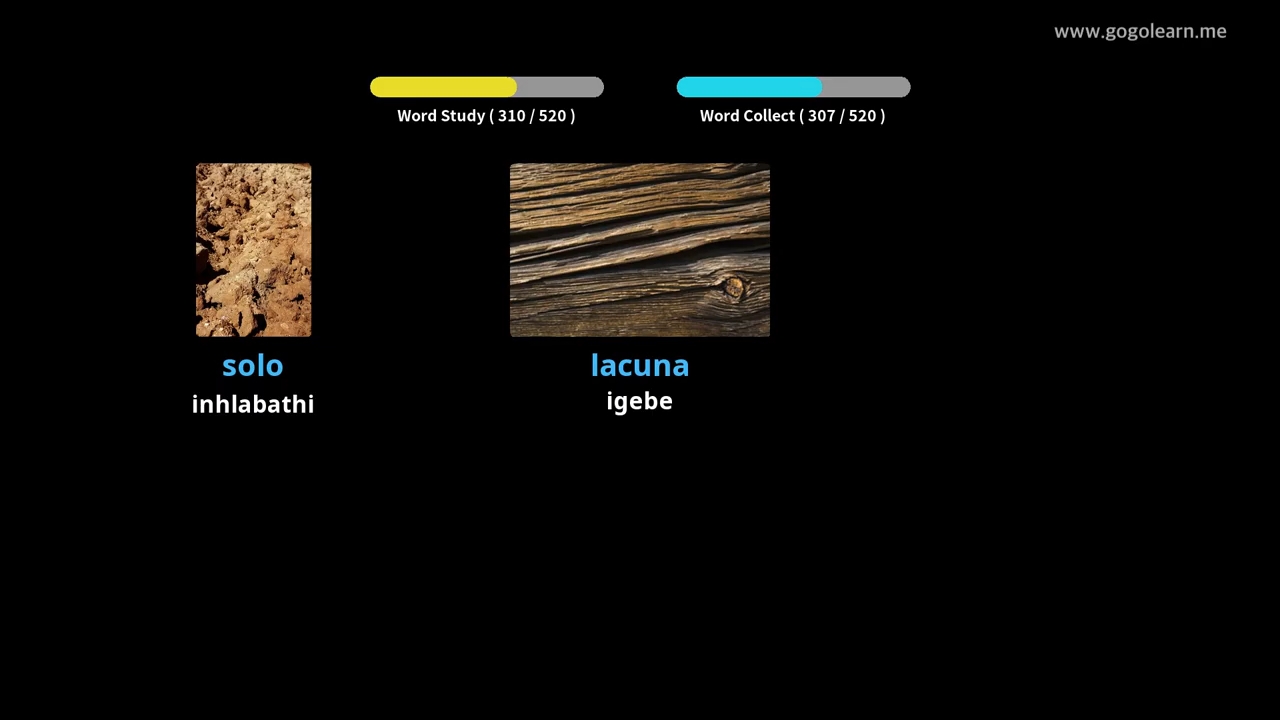 www.gogolearn.me
Word Study ( 310 / 520 )
Word Collect ( 307 / 520 )
solo
inhlabathi
lacuna
igebe